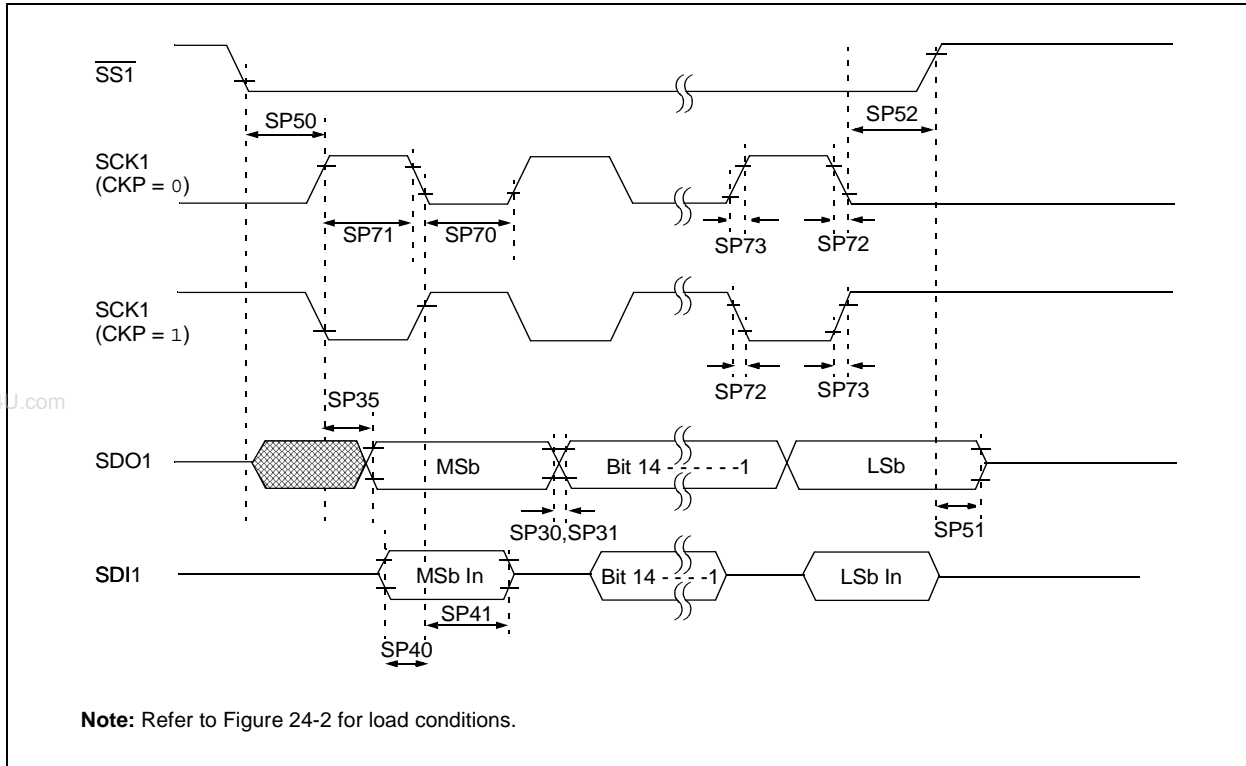 SS1
SP50
SP52
SCK1
(CKP = 0)
SP71
SP70
SP73
SP72
SCK1
(CKP = 1)
SP72
SP73
SP35
U.com
SDO1
MSb
Bit 14 - - - - - -1
LSb
SP30,SP31
SP51
SDI1
MSb In
Bit 14 - - - - -1
LSb In
SP41
SP40
Note: Refer to Figure 24-2 for load conditions.